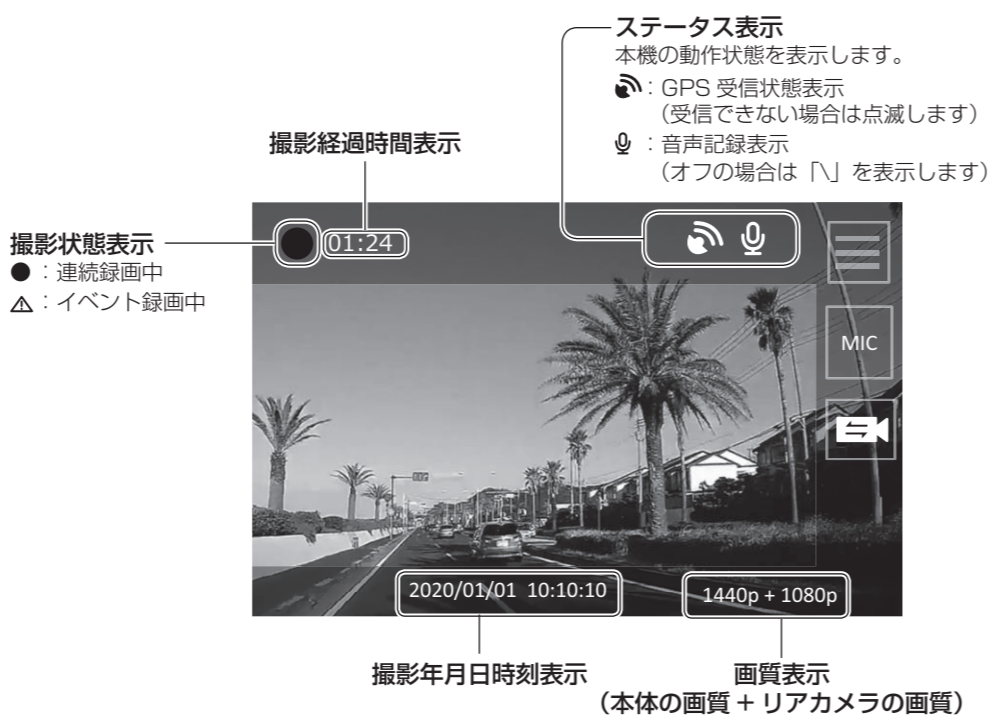 ステータス表示
本機の動作状態を表示します。
：GPS 受信状態表示
（受信できない場合は点滅します）
：音声記録表示
（オフの場合は「\」を表示します）
撮影経過時間表示
撮影状態表示
●：連続録画中
⚠：イベント録画中
01:24
MIC
2020/01/01 10:10:10
1440p + 1080p
撮影年月日時刻表示
画質表示
（本体の画質 + リアカメラの画質）